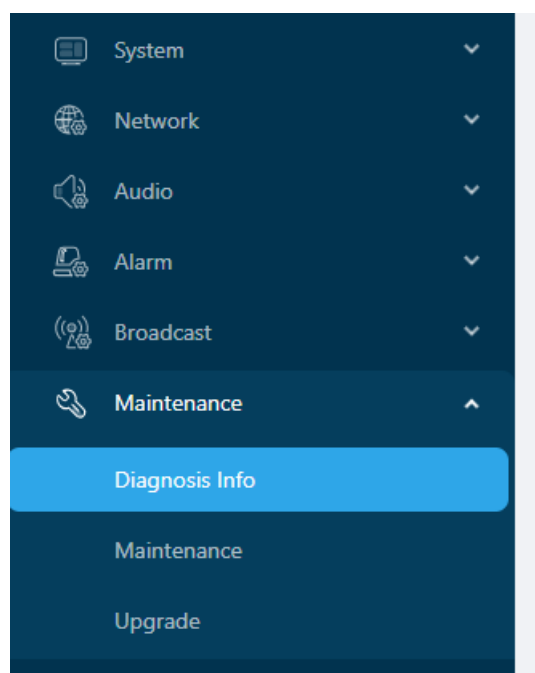 System
Network
Audio
Alarm
Broadcast
Maintenance
Diagnosis Info
Maintenance
Upgrade